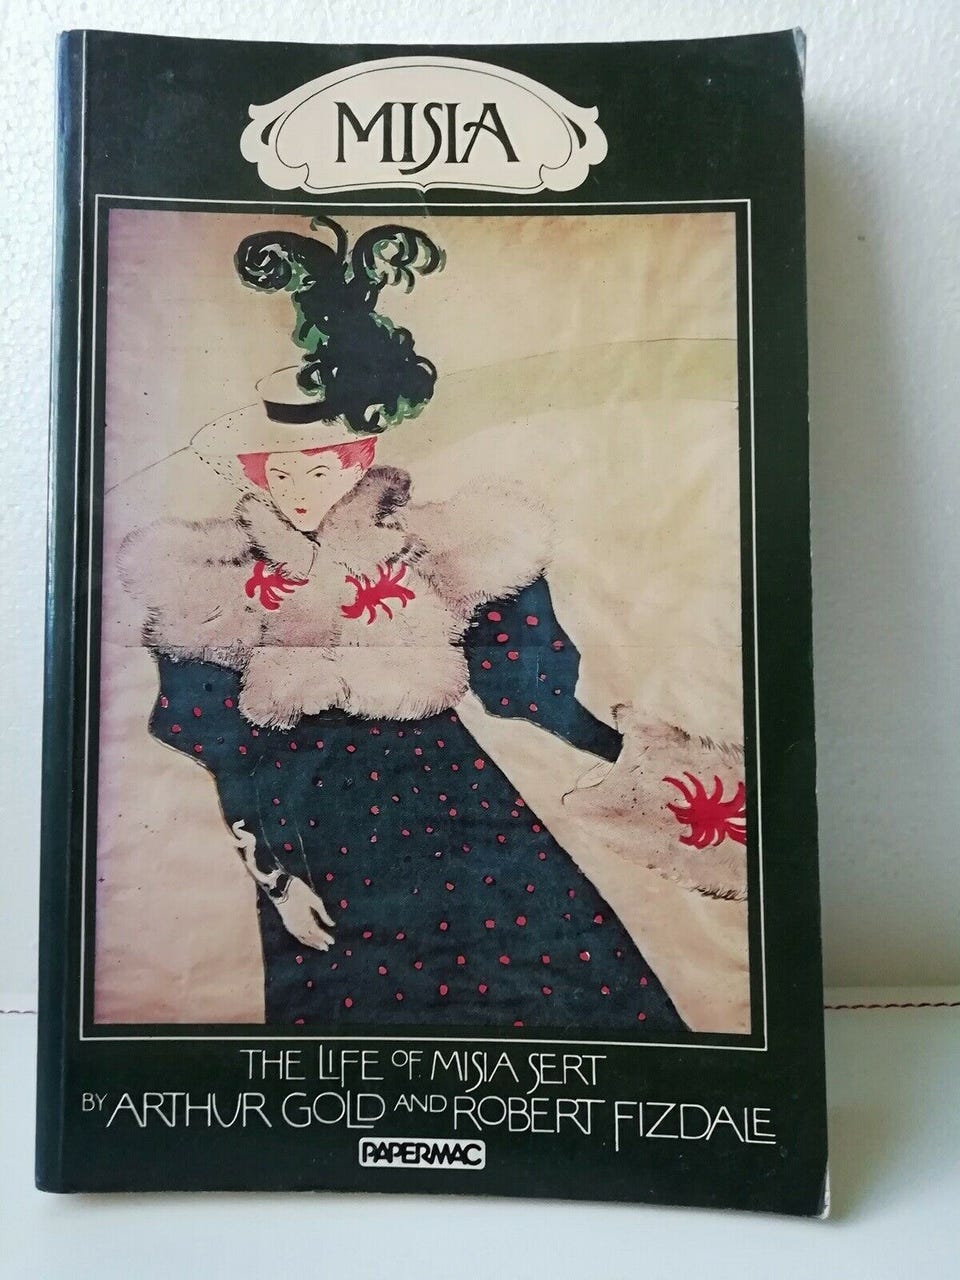 MISIA
THE LIFE OF MISIA SERT
BY ARTHUR GOLD AND ROBERT FIZDALE
PAPERMAC